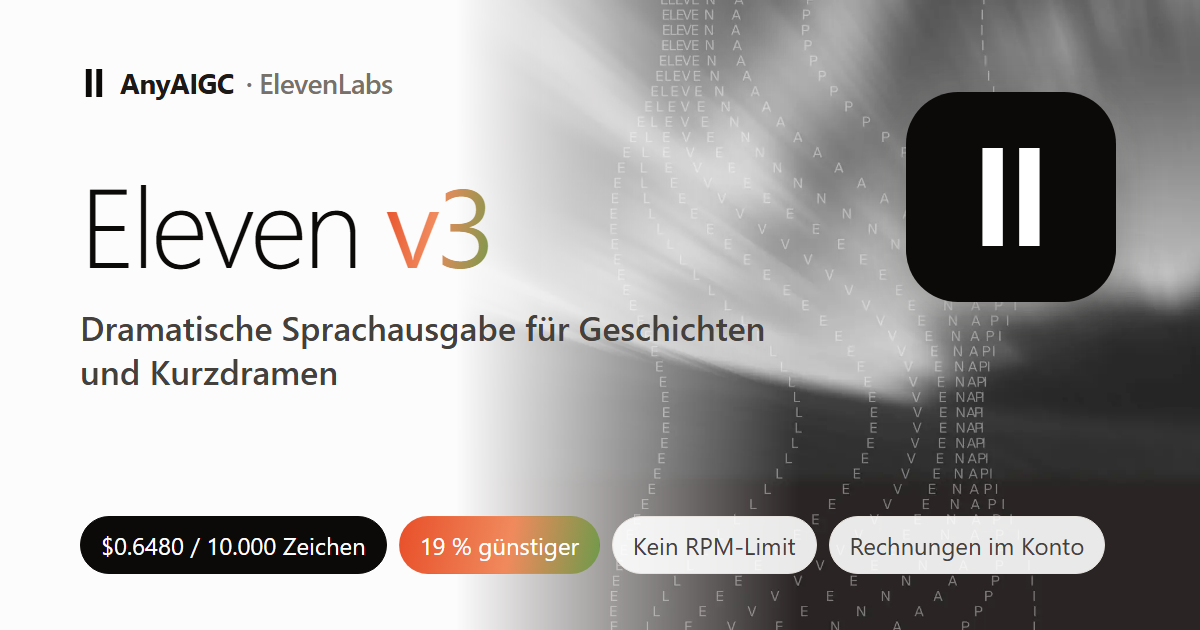 AnyAIGC · ElevenLabs
Eleven v3
Dramatische Sprachausgabe für Geschichten
und Kurzdramen
$0.6480 / 10.000 Zeichen
19 % günstiger
Kein RPM-Limit
Rechnungen im Konto